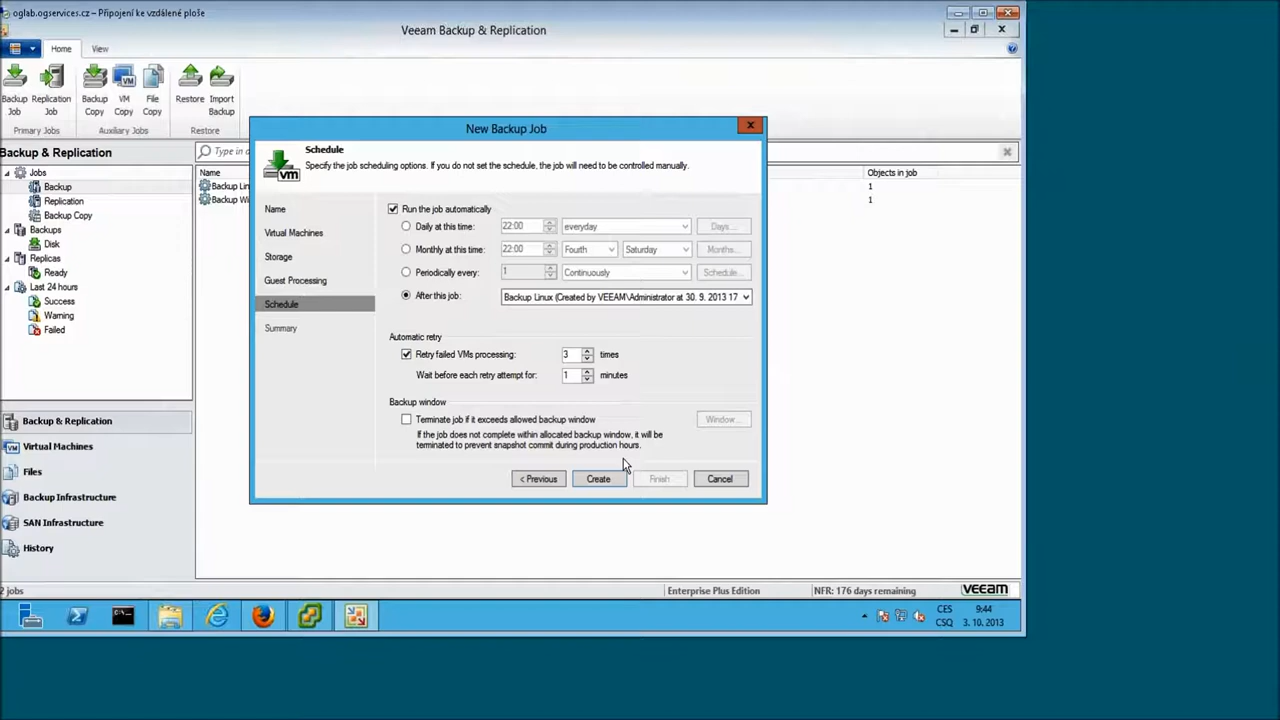 oglab.ogservices.cz – Připojení ke vzdálené ploše
Veeam Backup & Replication
Home View
Backup Job
Replication Job
Backup Copy
VM Copy
File Copy
Restore
Import Backup
Primary Jobs
Auxiliary Jobs
Restore
Backup & Replication
Jobs
Backup
Replication
Backup Copy
Backups
Disk
Replicas
Ready
Last 24 hours
Success
Warning
Failed
Backup & Replication
Virtual Machines
Files
Backup Infrastructure
SAN Infrastructure
History
Type in
Name
Objects in job
Backup Lin
1
Backup Wi
1
New Backup Job
vm
Schedule
Specify the job scheduling options. If you do not set the schedule, the job will need to be controlled manually.
Name
Virtual Machines
Storage
Guest Processing
Schedule
Summary
Run the job automatically
Daily at this time: 22:00 everyday Days...
Monthly at this time: 22:00 Fourth Saturday Months...
Periodically every: 1 Continuously Schedule...
After this job: Backup Linux (Created by VEEAM\Administrator at 30. 9. 2013 17
Automatic retry
Retry failed VMs processing: 3 times
Wait before each retry attempt for: 1 minutes
Backup window
Terminate job if it exceeds allowed backup window Window...
If the job does not complete within allocated backup window, it will be
terminated to prevent snapshot commit during production hours.
< Previous Create Finish Cancel
2 jobs
Enterprise Plus Edition
NFR: 176 days remaining
veeam
CES
CSQ
9:44
3. 10. 2013